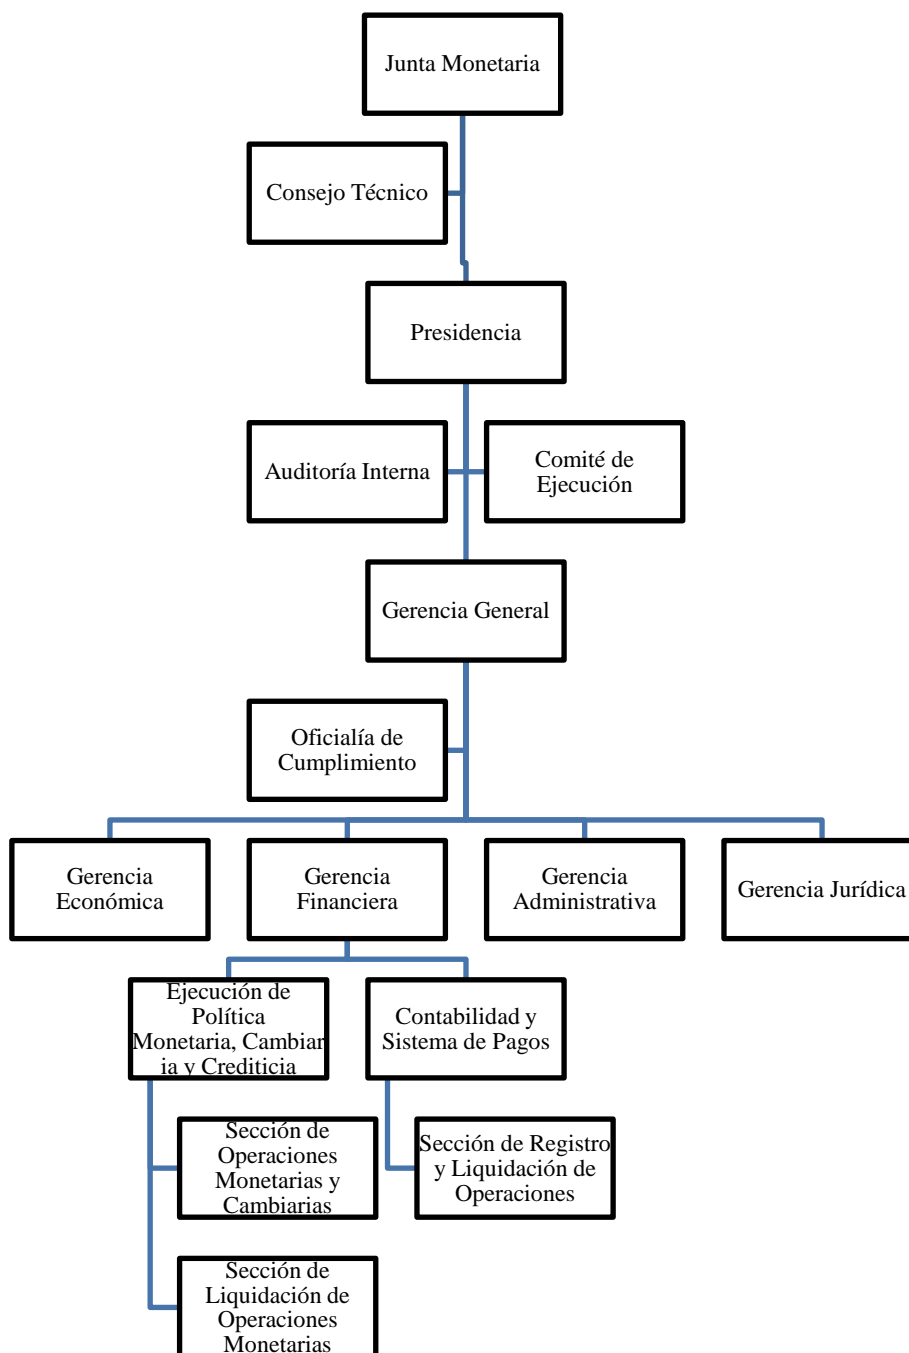 Junta Monetaria
Consejo Técnico
Presidencia
Auditoría Interna
Comité de
Ejecución
Gerencia General
Oficialía de
Cumplimiento
Gerencia
Económica
Gerencia
Financiera
Gerencia
Administrativa
Gerencia Jurídica
Ejecución de
Política
Monetaria, Cambiar
ia y Crediticia
Contabilidad y
Sistema de Pagos
Sección de
Operaciones
Monetarias y
Cambiarias
Sección de Registro
y Liquidación de
Operaciones
Sección de
Liquidación de
Operaciones
Monetarias